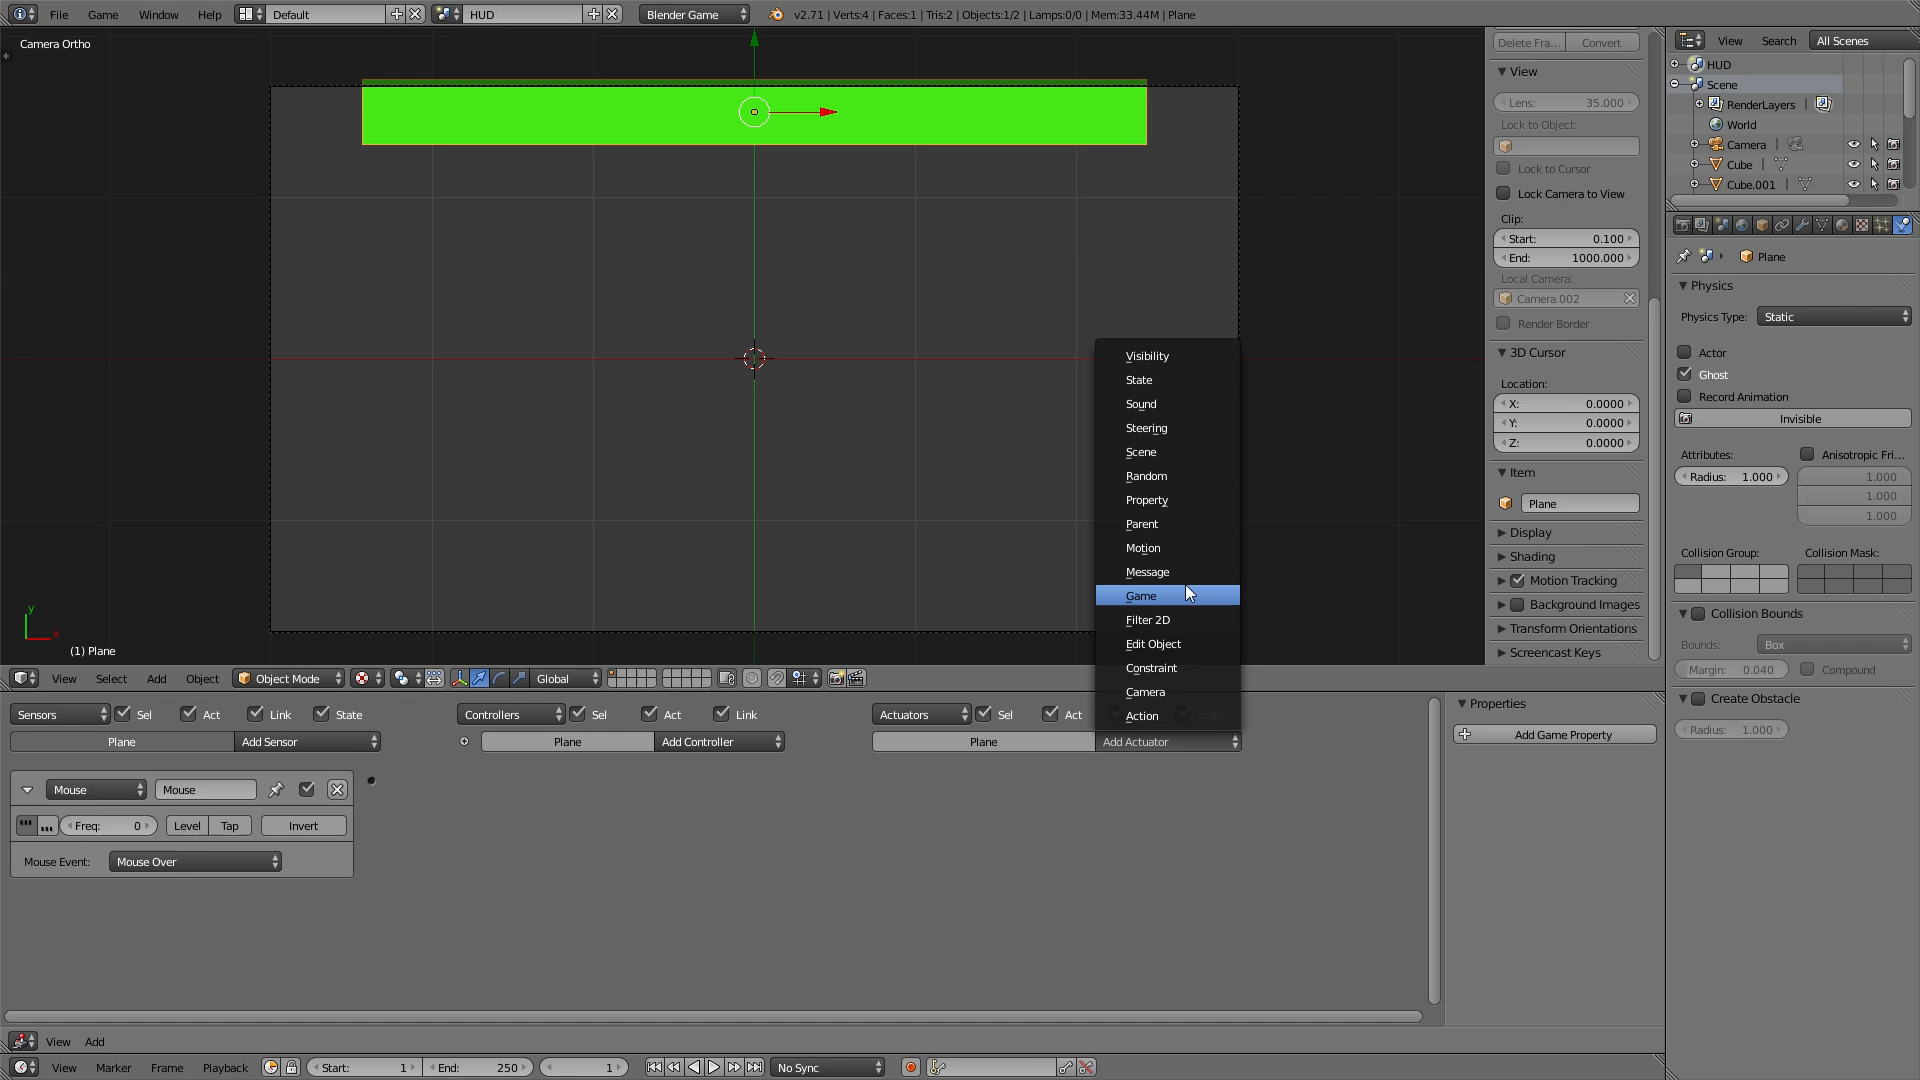 File Game Window Help Default HUD Blender Game v2.71 | Verts:4 | Faces:1 | Tris:2 | Objects:1/2 | Lamps:0/0 | Mem:33.44M | Plane
Camera Ortho
y
x
(1) Plane
Visibility
State
Sound
Steering
Scene
Random
Property
Parent
Motion
Message
Game
Filter 2D
Edit Object
Constraint
Camera
Action
Delete Fra... Convert
View
Lens: 35.000
Lock to Object:
Lock to Cursor
Lock Camera to View
Clip:
Start: 0.100
End: 1000.000
Local Camera:
Camera.002
Render Border
3D Cursor
Location:
X: 0.0000
Y: 0.0000
Z: 0.0000
Item
Plane
Display
Shading
Motion Tracking
Background Images
Transform Orientations
Screencast Keys
View Search All Scenes
HUD
Scene
RenderLayers
World
Camera
Cube
Cube.001
Plane
Physics
Physics Type: Static
Actor
Ghost
Record Animation
Invisible
Attributes: Anisotropic Fri...
Radius: 1.000 1.000
1.000
1.000
Collision Group: Collision Mask:
Collision Bounds
Bounds: Box
Margin: 0.040 Compound
Create Obstacle
Radius: 1.000
View Select Add Object Object Mode Global
Sensors Sel Act Link State Controllers Sel Act Link Actuators Sel Act State
Plane Add Sensor Plane Add Controller Plane Add Actuator
Mouse Mouse
Freq: 0 Level Tap Invert
Mouse Event: Mouse Over
Properties
Add Game Property
View Add
View Marker Frame Playback Start: 1 End: 250 1 No Sync